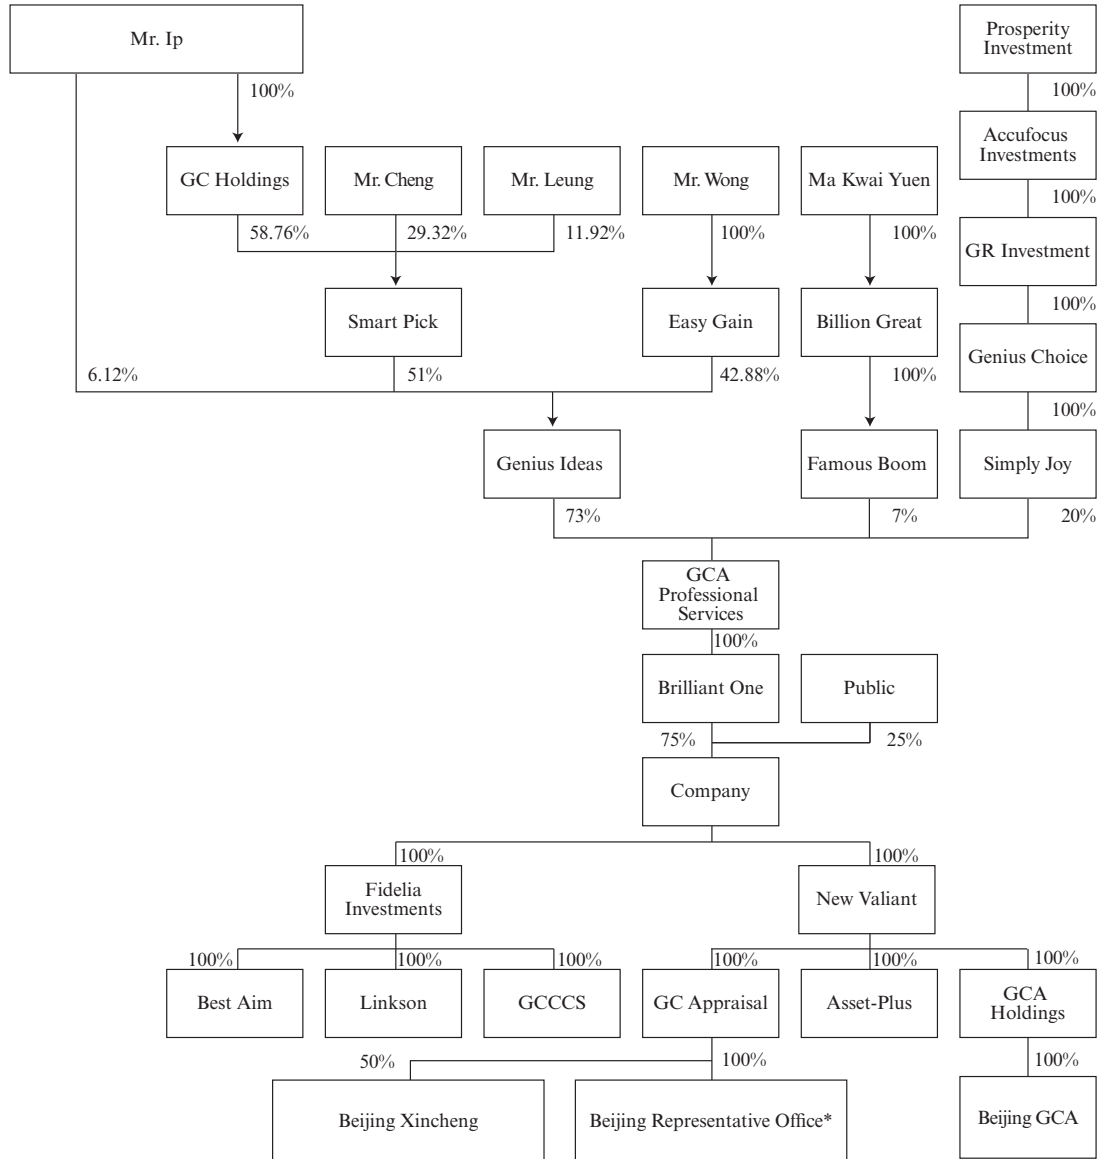 Mr. Ip
Prosperity
Investment
100%
100%
Accufocus
Investments
GC Holdings
Mr. Cheng
Mr. Leung
Mr. Wong
Ma Kwai Yuen
100%
58.76%
29.32%
11.92%
100%
100%
GR Investment
100%
Smart Pick
Easy Gain
Billion Great
Genius Choice
6.12%
51%
42.88%
100%
100%
Genius Ideas
Famous Boom
Simply Joy
73%
7%
20%
GCA
Professional
Services
100%
Brilliant One
Public
75%
25%
Company
100%
100%
Fidelia
Investments
New Valiant
100%
100%
100%
100%
100%
100%
Best Aim
Linkson
GCCCS
GC Appraisal
Asset-Plus
GCA
Holdings
50%
100%
100%
Beijing Xincheng
Beijing Representative Office*
Beijing GCA